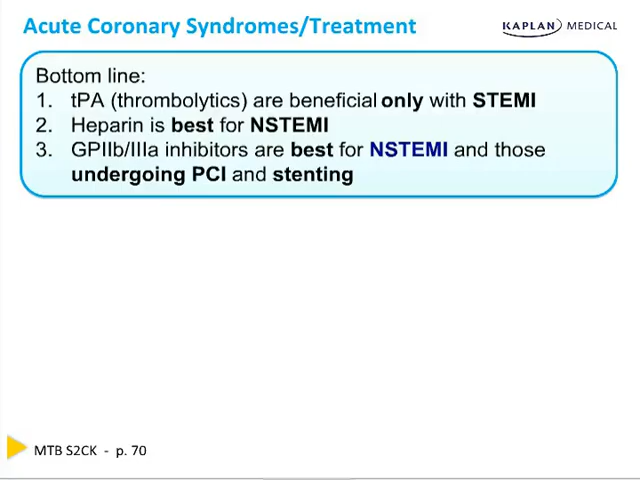 Acute Coronary Syndromes/Treatment
KAPLAN MEDICAL
Bottom line:
1. tPA (thrombolytics) are beneficial only with STEMI
2. Heparin is best for NSTEMI
3. GPIIb/IIIa inhibitors are best for NSTEMI and those
undergoing PCI and stenting
MTB S2CK - p. 70